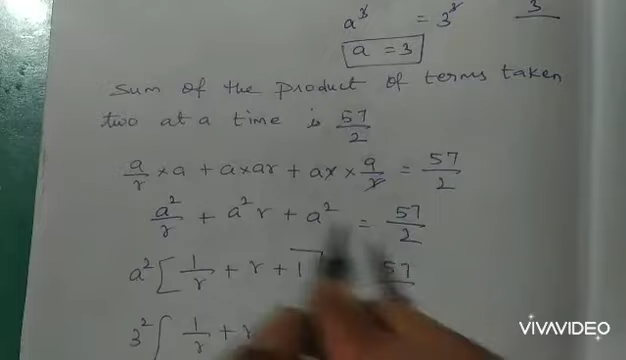 a³ = 3³ 3
a = 3
Sum of the product of terms taken
two at a time is 57/2
a/r × a + a × ar + ar × a/r = 57/2
a²/r + a²r + a² = 57/2
a² [ 1/r + r + 1 ] 57
3² [ 1/r + r
VIVAVIDEO